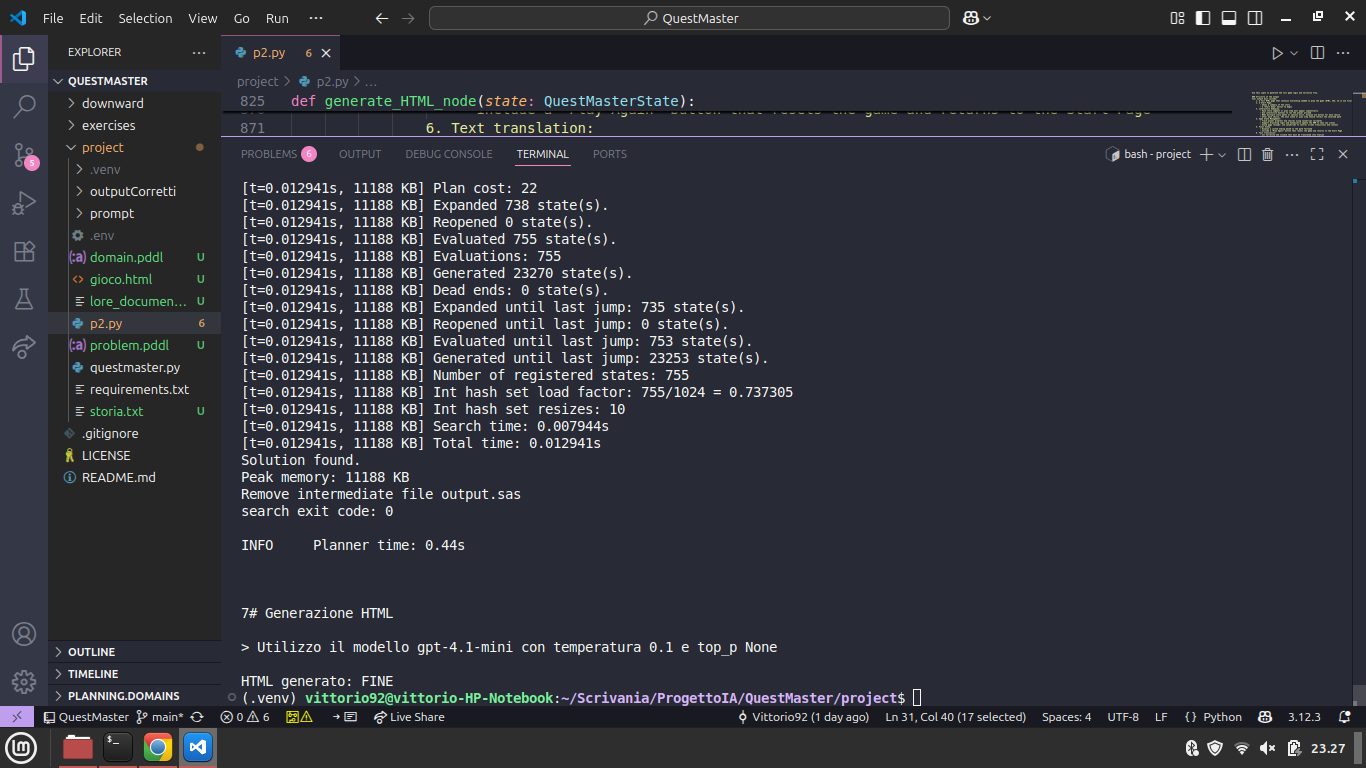 File Edit Selection View Go Run ··· QuestMaster
EXPLORER ···
QUESTMASTER
downward
exercises
project
.venv
outputCorretti
prompt
.env
domain.pddl U
gioco.html U
lore_documen... U
p2.py 6
problem.pddl U
questmaster.py
requirements.txt
storia.txt U
.gitignore
LICENSE
README.md
OUTLINE
TIMELINE
PLANNING.DOMAINS
5
p2.py 6
project > p2.py > ...
825 def generate_HTML_node(state: QuestMasterState):
871 6. Text translation:
PROBLEMS 6 OUTPUT DEBUG CONSOLE TERMINAL PORTS bash - project
[t=0.012941s, 11188 KB] Plan cost: 22
[t=0.012941s, 11188 KB] Expanded 738 state(s).
[t=0.012941s, 11188 KB] Reopened 0 state(s).
[t=0.012941s, 11188 KB] Evaluated 755 state(s).
[t=0.012941s, 11188 KB] Evaluations: 755
[t=0.012941s, 11188 KB] Generated 23270 state(s).
[t=0.012941s, 11188 KB] Dead ends: 0 state(s).
[t=0.012941s, 11188 KB] Expanded until last jump: 735 state(s).
[t=0.012941s, 11188 KB] Reopened until last jump: 0 state(s).
[t=0.012941s, 11188 KB] Evaluated until last jump: 753 state(s).
[t=0.012941s, 11188 KB] Generated until last jump: 23253 state(s).
[t=0.012941s, 11188 KB] Number of registered states: 755
[t=0.012941s, 11188 KB] Int hash set load factor: 755/1024 = 0.737305
[t=0.012941s, 11188 KB] Int hash set resizes: 10
[t=0.012941s, 11188 KB] Search time: 0.007944s
[t=0.012941s, 11188 KB] Total time: 0.012941s
Solution found.
Peak memory: 11188 KB
Remove intermediate file output.sas
search exit code: 0
INFO Planner time: 0.44s
7# Generazione HTML
> Utilizzo il modello gpt-4.1-mini con temperatura 0.1 e top_p None
HTML generato: FINE
(.venv) vittorio92@vittorio-HP-Notebook:~/Scrivania/ProgettoIA/QuestMaster/project$
QuestMaster main* 0 6 Live Share Vittorio92 (1 day ago) Ln 31, Col 40 (17 selected) Spaces: 4 UTF-8 LF {} Python 3.12.3
23.27